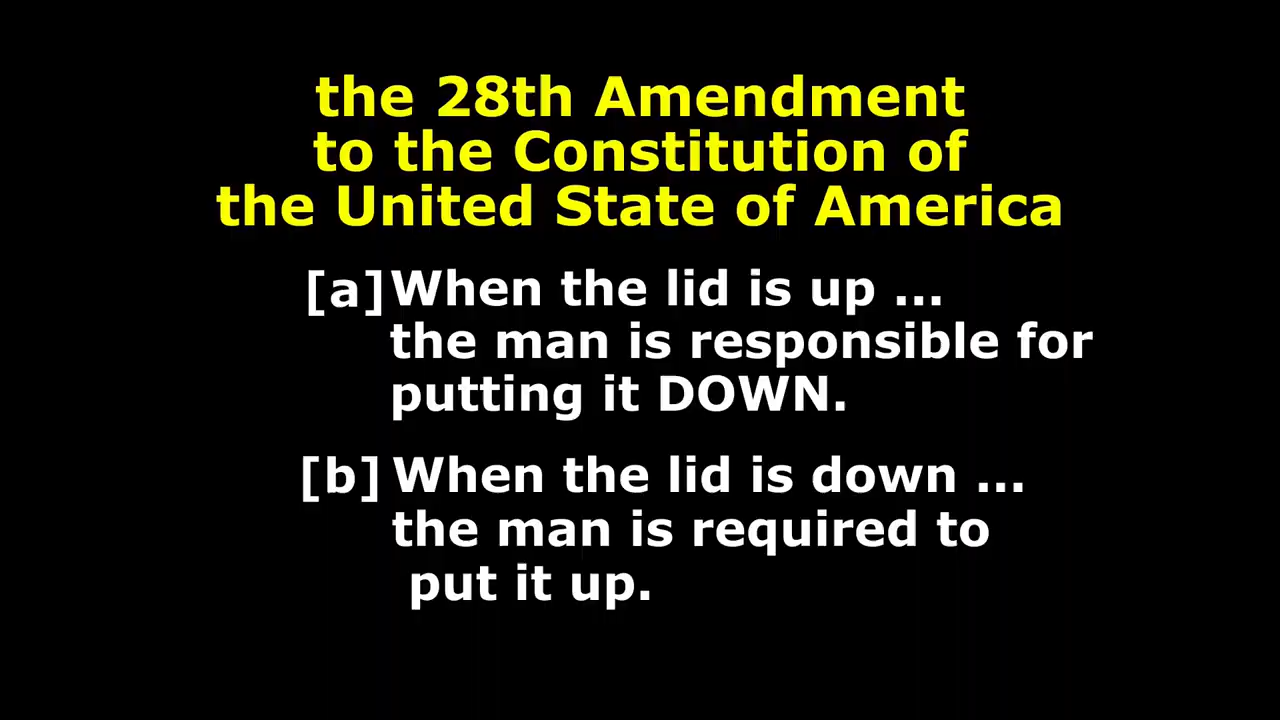 the 28th Amendment
to the Constitution of
the United State of America
[a] When the lid is up ...
the man is responsible for
putting it DOWN.
[b] When the lid is down ...
the man is required to
put it up.